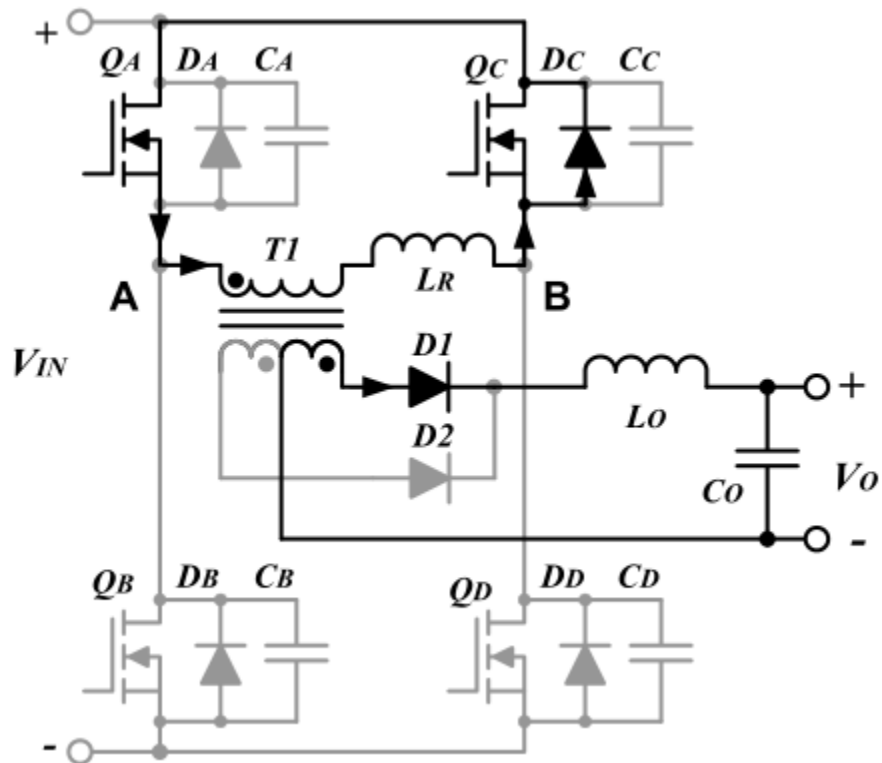 +
QA DA CA QC DC CC
T1
LR
A B
VIN
D1
+
LO
D2
CO VO
-
QB DB CB QD DD CD
-